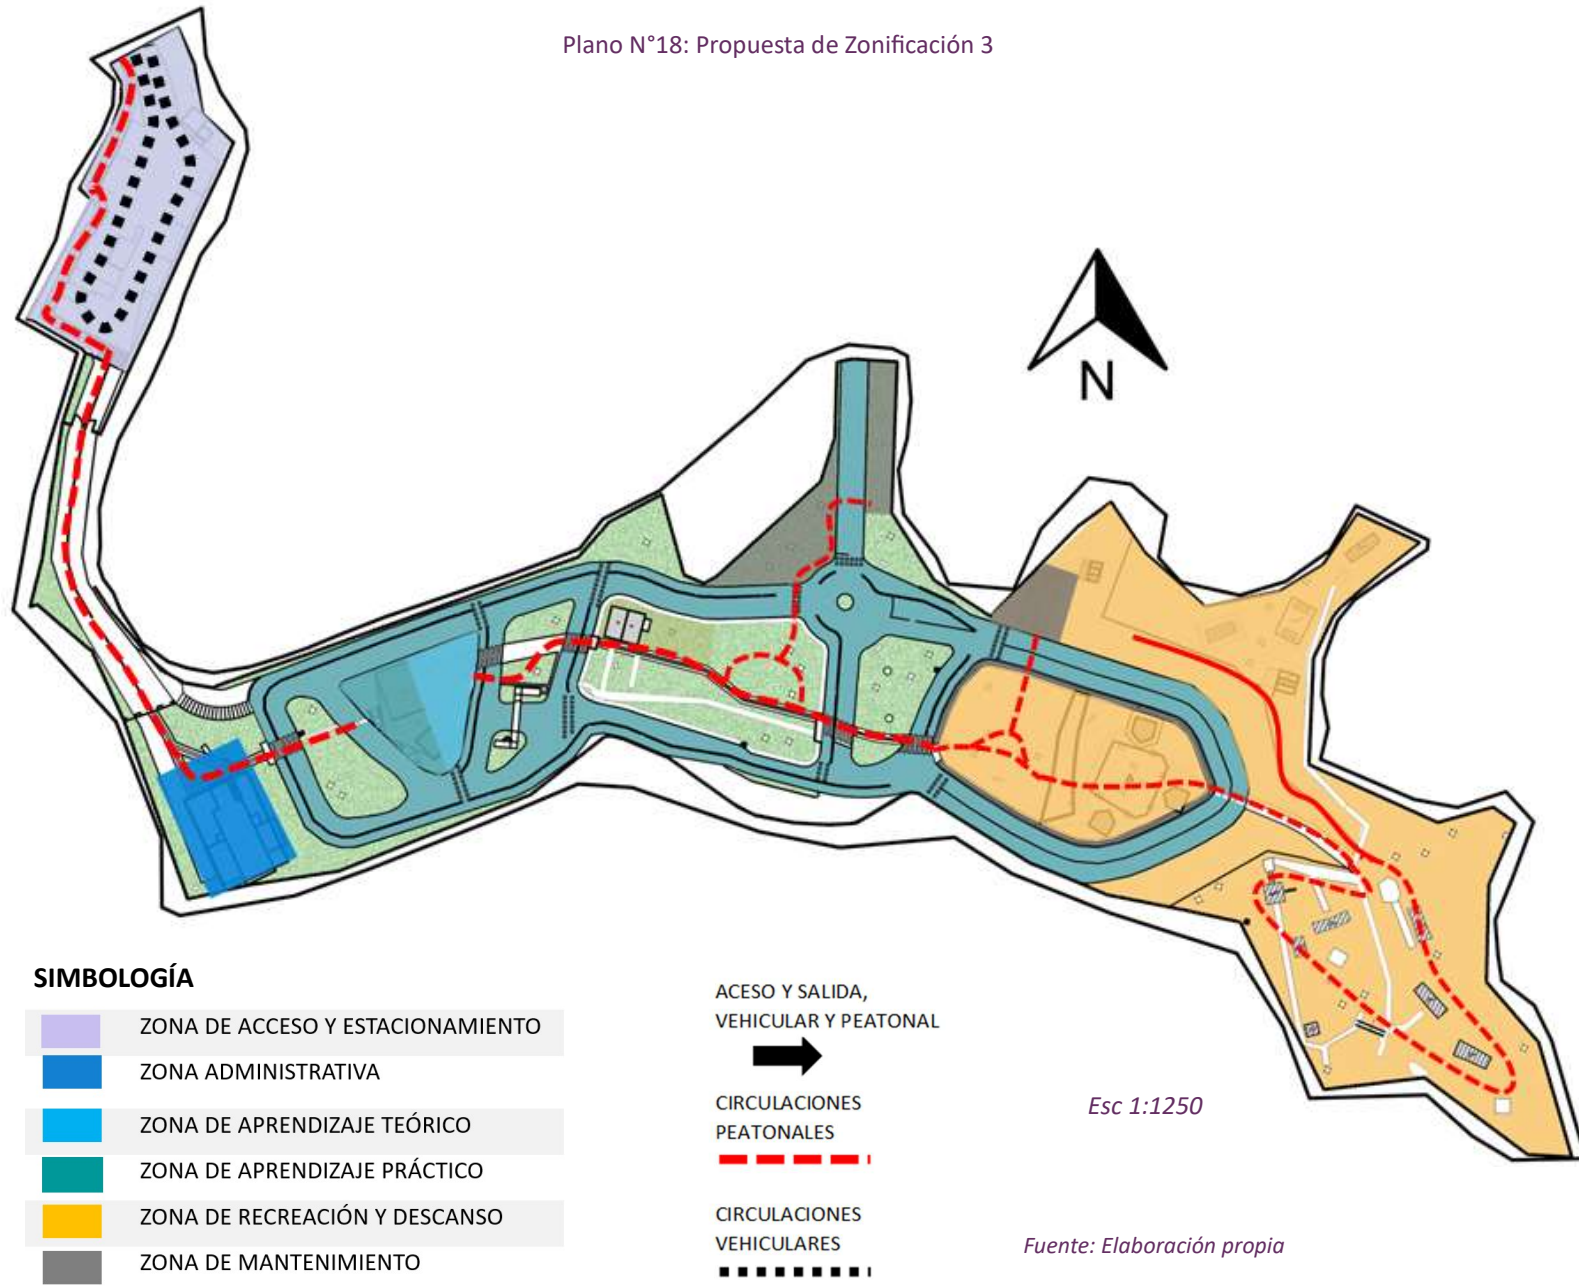 Plano N°18: Propuesta de Zonificación 3
N
SIMBOLOGÍA
ZONA DE ACCESO Y ESTACIONAMIENTO
ZONA ADMINISTRATIVA
ZONA DE APRENDIZAJE TEÓRICO
ZONA DE APRENDIZAJE PRÁCTICO
ZONA DE RECREACIÓN Y DESCANSO
ZONA DE MANTENIMIENTO
ACESO Y SALIDA,
VEHICULAR Y PEATONAL
CIRCULACIONES
PEATONALES
CIRCULACIONES
VEHICULARES
Esc 1:1250
Fuente: Elaboración propia